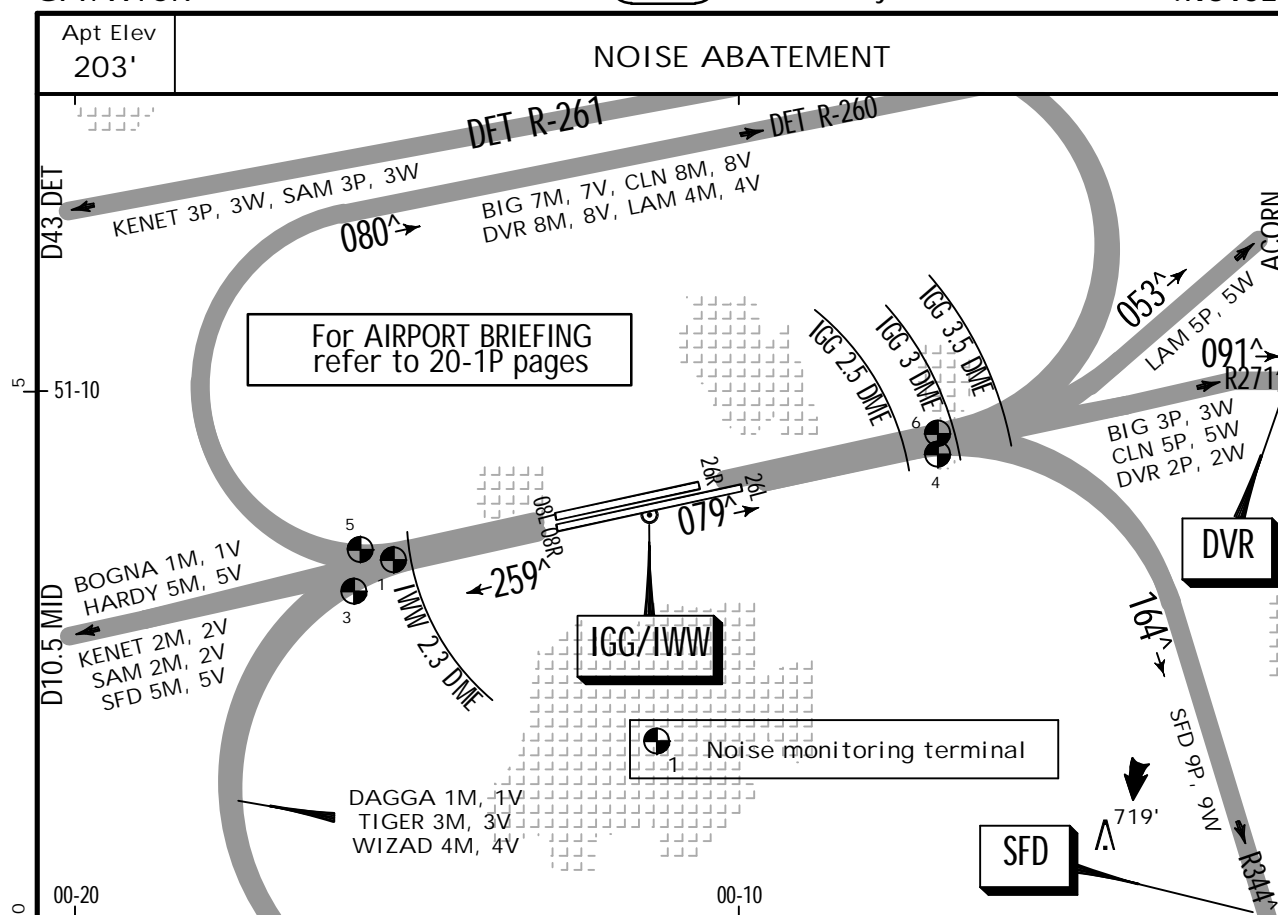 Apt Elev
203'
NOISE ABATEMENT
DET R-261
DET R-260
D43 DET
KENET 3P, 3W, SAM 3P, 3W
BIG 7M, 7V, CLN 8M, 8V
DVR 8M, 8V, LAM 4M, 4V
080^
ACORN
053^
LAM 5P, 5W
For AIRPORT BRIEFING
refer to 20-1P pages
IGG 2.5 DME
IGG 3 DME
IGG 3.5 DME
091^
5
51-10
BIG 3P, 3W
CLN 5P, 5W
DVR 2P, 2W
6
4
26R
26L
08L
08R
079^
259^
DVR
5
1
3
BOGNA 1M, 1V
HARDY 5M, 5V
D10.5 MID
KENET 2M, 2V
SAM 2M, 2V
SFD 5M, 5V
IWW 2.3 DME
IGG/IWW
164^
SFD 9P, 9W
1
Noise monitoring terminal
DAGGA 1M, 1V
TIGER 3M, 3V
WIZAD 4M, 4V
719'
SFD
R344^
00-20
00-10
0